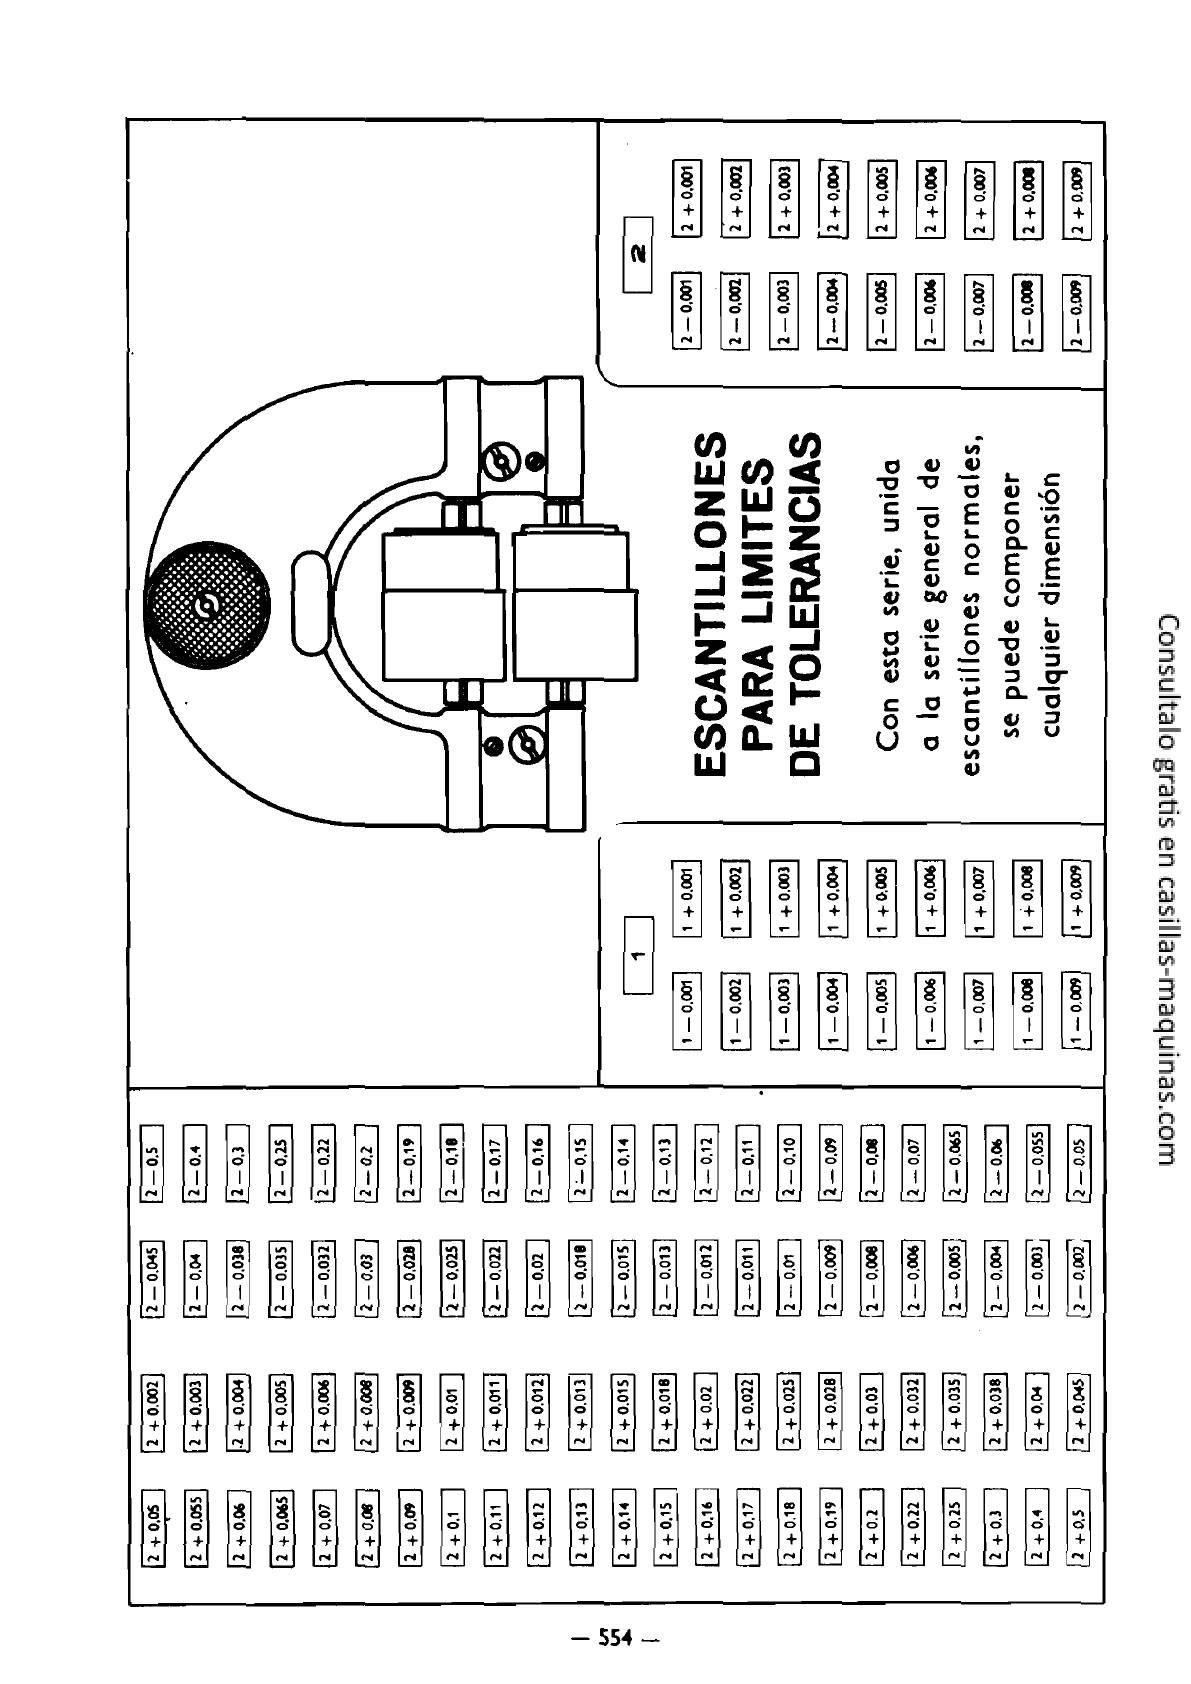 2 + 0,05 2 + 0,002 2 — 0,045 2 — 0,5
2 + 0,055 2 + 0,003 2 — 0,04 2 — 0,4
2 + 0,06 2 + 0,004 2 — 0,038 2 — 0,3
2 + 0,065 2 + 0,005 2 — 0,035 2 — 0,25
2 + 0,07 2 + 0,006 2 — 0,032 2 — 0,22
2 + 0,08 2 + 0,008 2 — 0,03 2 — 0,2
2 + 0,09 2 + 0,009 2 — 0,028 2 — 0,19
2 + 0,1 2 + 0,01 2 — 0,025 2 — 0,18
2 + 0,11 2 + 0,011 2 — 0,022 2 — 0,17
2 + 0,12 2 + 0,012 2 — 0,02 2 — 0,16
2 + 0,13 2 + 0,013 2 — 0,018 2 — 0,15
2 + 0,14 2 + 0,015 2 — 0,015 2 — 0,14
2 + 0,15 2 + 0,018 2 — 0,013 2 — 0,13
2 + 0,16 2 + 0,02 2 — 0,012 2 — 0,12
2 + 0,17 2 + 0,022 2 — 0,011 2 — 0,11
2 + 0,18 2 + 0,025 2 — 0,01 2 — 0,10
2 + 0,19 2 + 0,028 2 — 0,009 2 — 0,09
2 + 0,2 2 + 0,03 2 — 0,008 2 — 0,08
2 + 0,22 2 + 0,032 2 — 0,006 2 — 0,07
2 + 0,25 2 + 0,035 2 — 0,005 2 — 0,065
2 + 0,3 2 + 0,038 2 — 0,004 2 — 0,06
2 + 0,4 2 + 0,04 2 — 0,003 2 — 0,055
2 + 0,5 2 + 0,045 2 — 0,002 2 — 0,05
1
1 — 0,001 1 + 0,001
1 — 0,002 1 + 0,002
1 — 0,003 1 + 0,003
1 — 0,004 1 + 0,004
1 — 0,005 1 + 0,005
1 — 0,006 1 + 0,006
1 — 0,007 1 + 0,007
1 — 0,008 1 + 0,008
1 — 0,009 1 + 0,009
ESCANTILLONES
PARA LIMITES
DE TOLERANCIAS
Con esta serie, unida
a la serie general de
escantillones normales,
se puede componer
cualquier dimensión
2
2 — 0,001 2 + 0,001
2 — 0,002 2 + 0,002
2 — 0,003 2 + 0,003
2 — 0,004 2 + 0,004
2 — 0,005 2 + 0,005
2 — 0,006 2 + 0,006
2 — 0,007 2 + 0,007
2 — 0,008 2 + 0,008
2 — 0,009 2 + 0,009
— 554 —
Consultalo gratis en casillas-maquinas.com